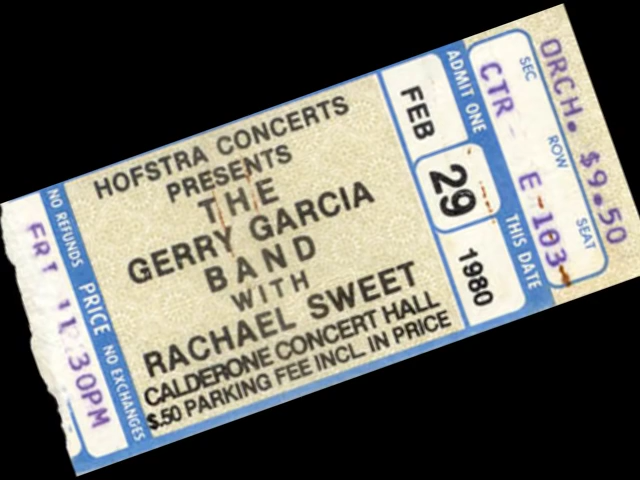 HOFSTRA CONCERTS
PRESENTS
THE
GERRY GARCIA
BAND
WITH
RACHAEL SWEET
CALDERONE CONCERT HALL
$.50 PARKING FEE INCL. IN PRICE
NO REFUNDS PRICE NO EXCHANGES
FRI 11:30PM
FEB
29
1980
ADMIT ONE THIS DATE
SEC ROW SEAT
CTR E-103
ORCH. $9.50